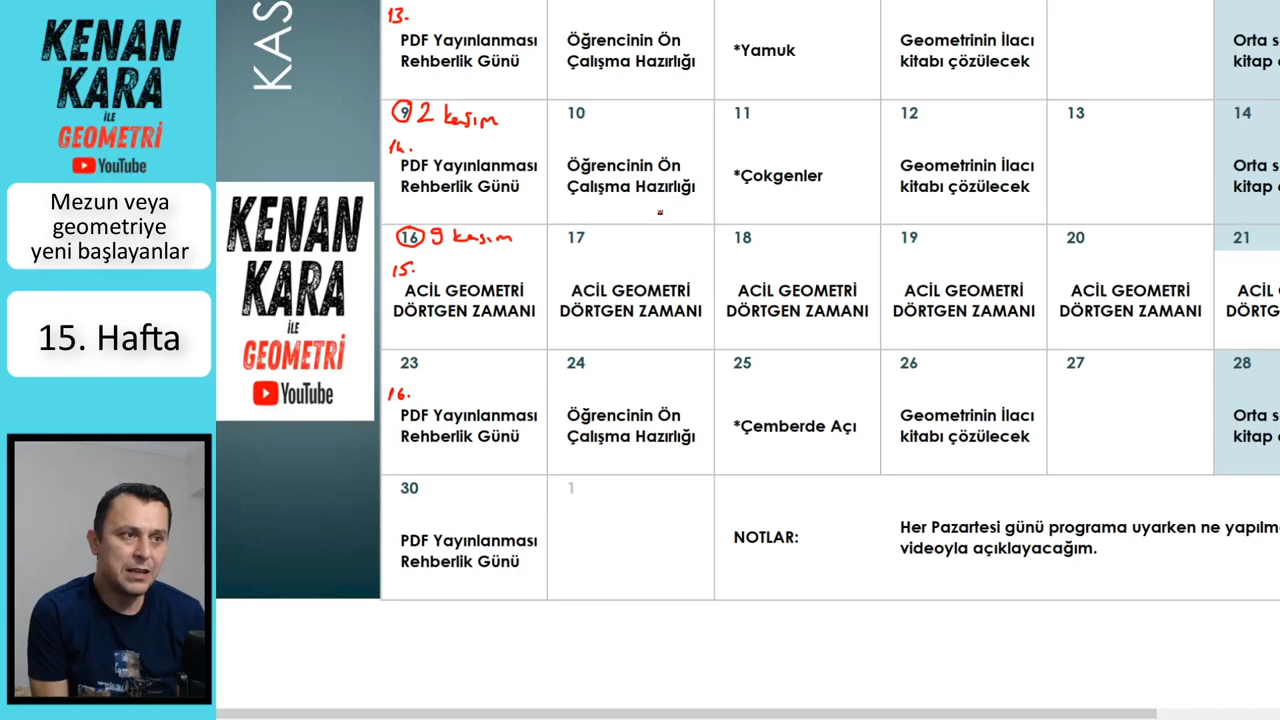 KENAN
KARA
İLE
GEOMETRİ
YouTube
Mezun veya
geometriye
yeni başlayanlar
15. Hafta
KAS
KENAN
KARA
İLE
GEOMETRİ
YouTube
13.
PDF Yayınlanması
Rehberlik Günü
Öğrencinin Ön
Çalışma Hazırlığı
*Yamuk
Geometrinin İlacı
kitabı çözülecek
Orta s
kitap
9 2 kasım
10
11
12
13
14
14.
PDF Yayınlanması
Rehberlik Günü
Öğrencinin Ön
Çalışma Hazırlığı
*Çokgenler
Geometrinin İlacı
kitabı çözülecek
Orta s
kitap
16 9 kasım
17
18
19
20
21
15.
ACİL GEOMETRİ
DÖRTGEN ZAMANI
ACİL GEOMETRİ
DÖRTGEN ZAMANI
ACİL GEOMETRİ
DÖRTGEN ZAMANI
ACİL GEOMETRİ
DÖRTGEN ZAMANI
ACİL GEOMETRİ
DÖRTGEN ZAMANI
ACİL
DÖRTG
23
24
25
26
27
28
16.
PDF Yayınlanması
Rehberlik Günü
Öğrencinin Ön
Çalışma Hazırlığı
*Çemberde Açı
Geometrinin İlacı
kitabı çözülecek
Orta s
kitap
30
1
PDF Yayınlanması
Rehberlik Günü
NOTLAR:
Her Pazartesi günü programa uyarken ne yapılm
videoyla açıklayacağım.